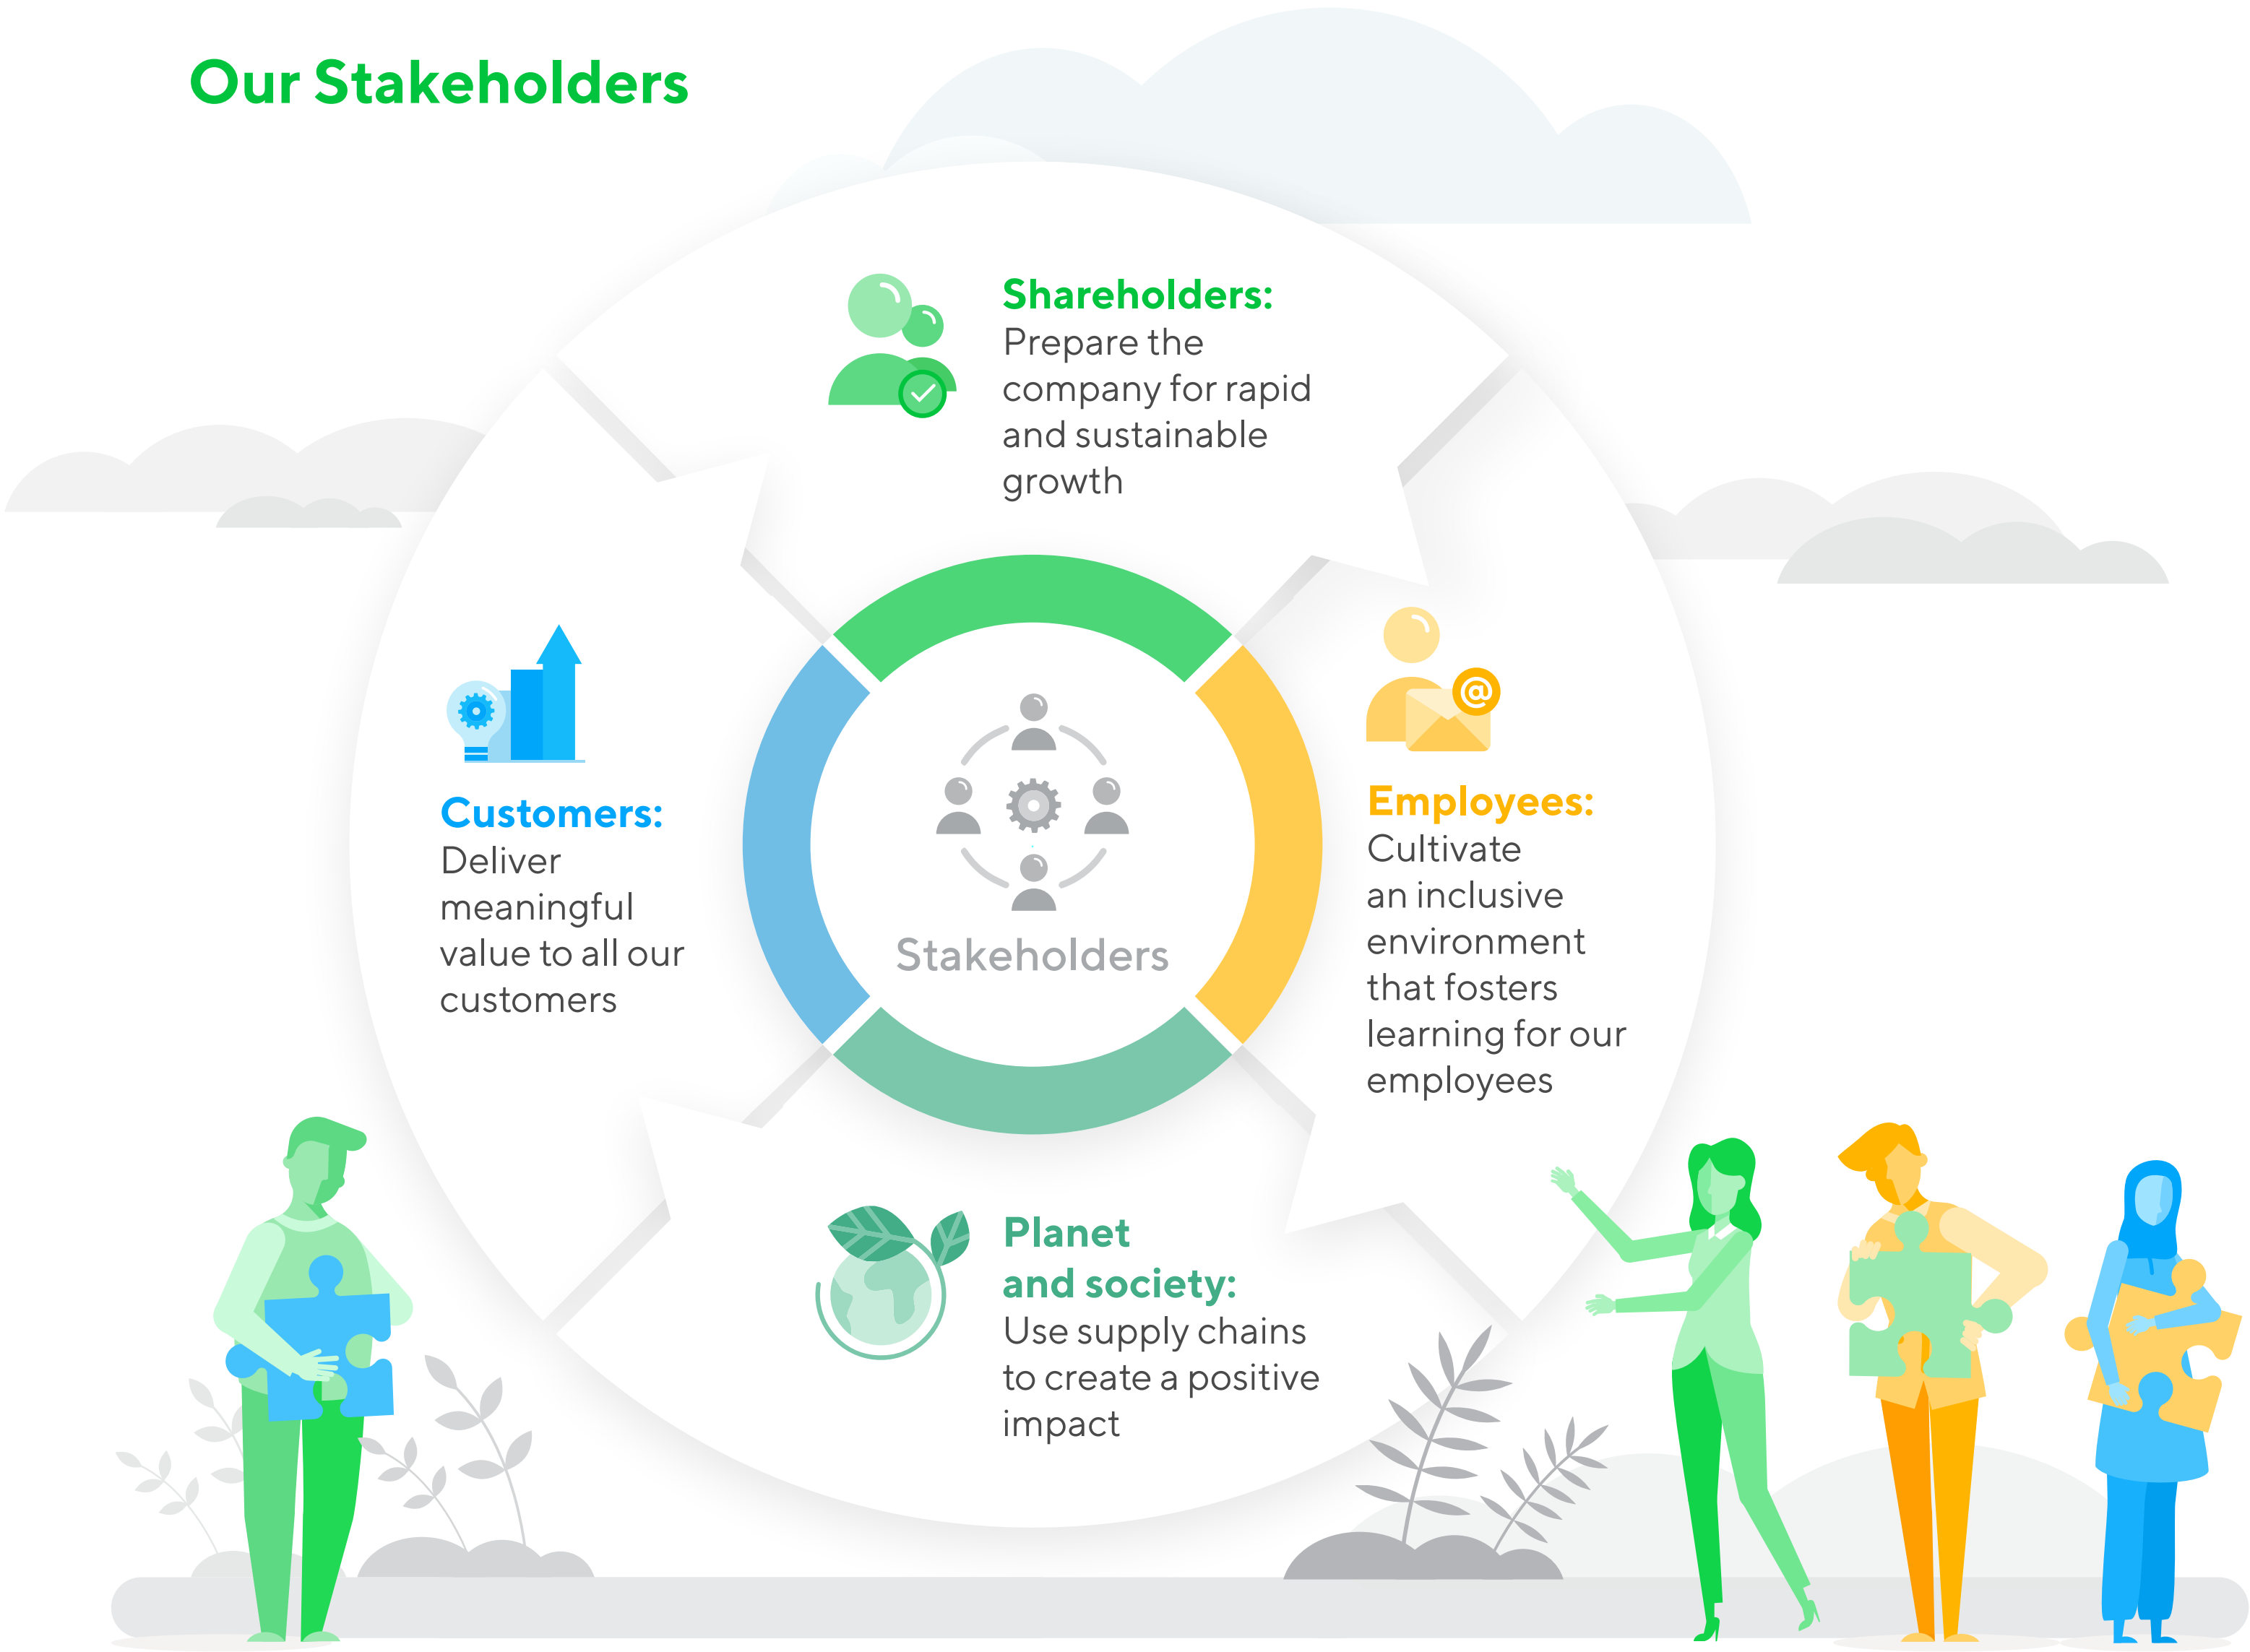 Our Stakeholders
Shareholders:
Prepare the
company for rapid
and sustainable
growth
Customers:
Deliver
meaningful
value to all our
customers
Stakeholders
@
Employees:
Cultivate
an inclusive
environment
that fosters
learning for our
employees
Planet
and society:
Use supply chains
to create a positive
impact